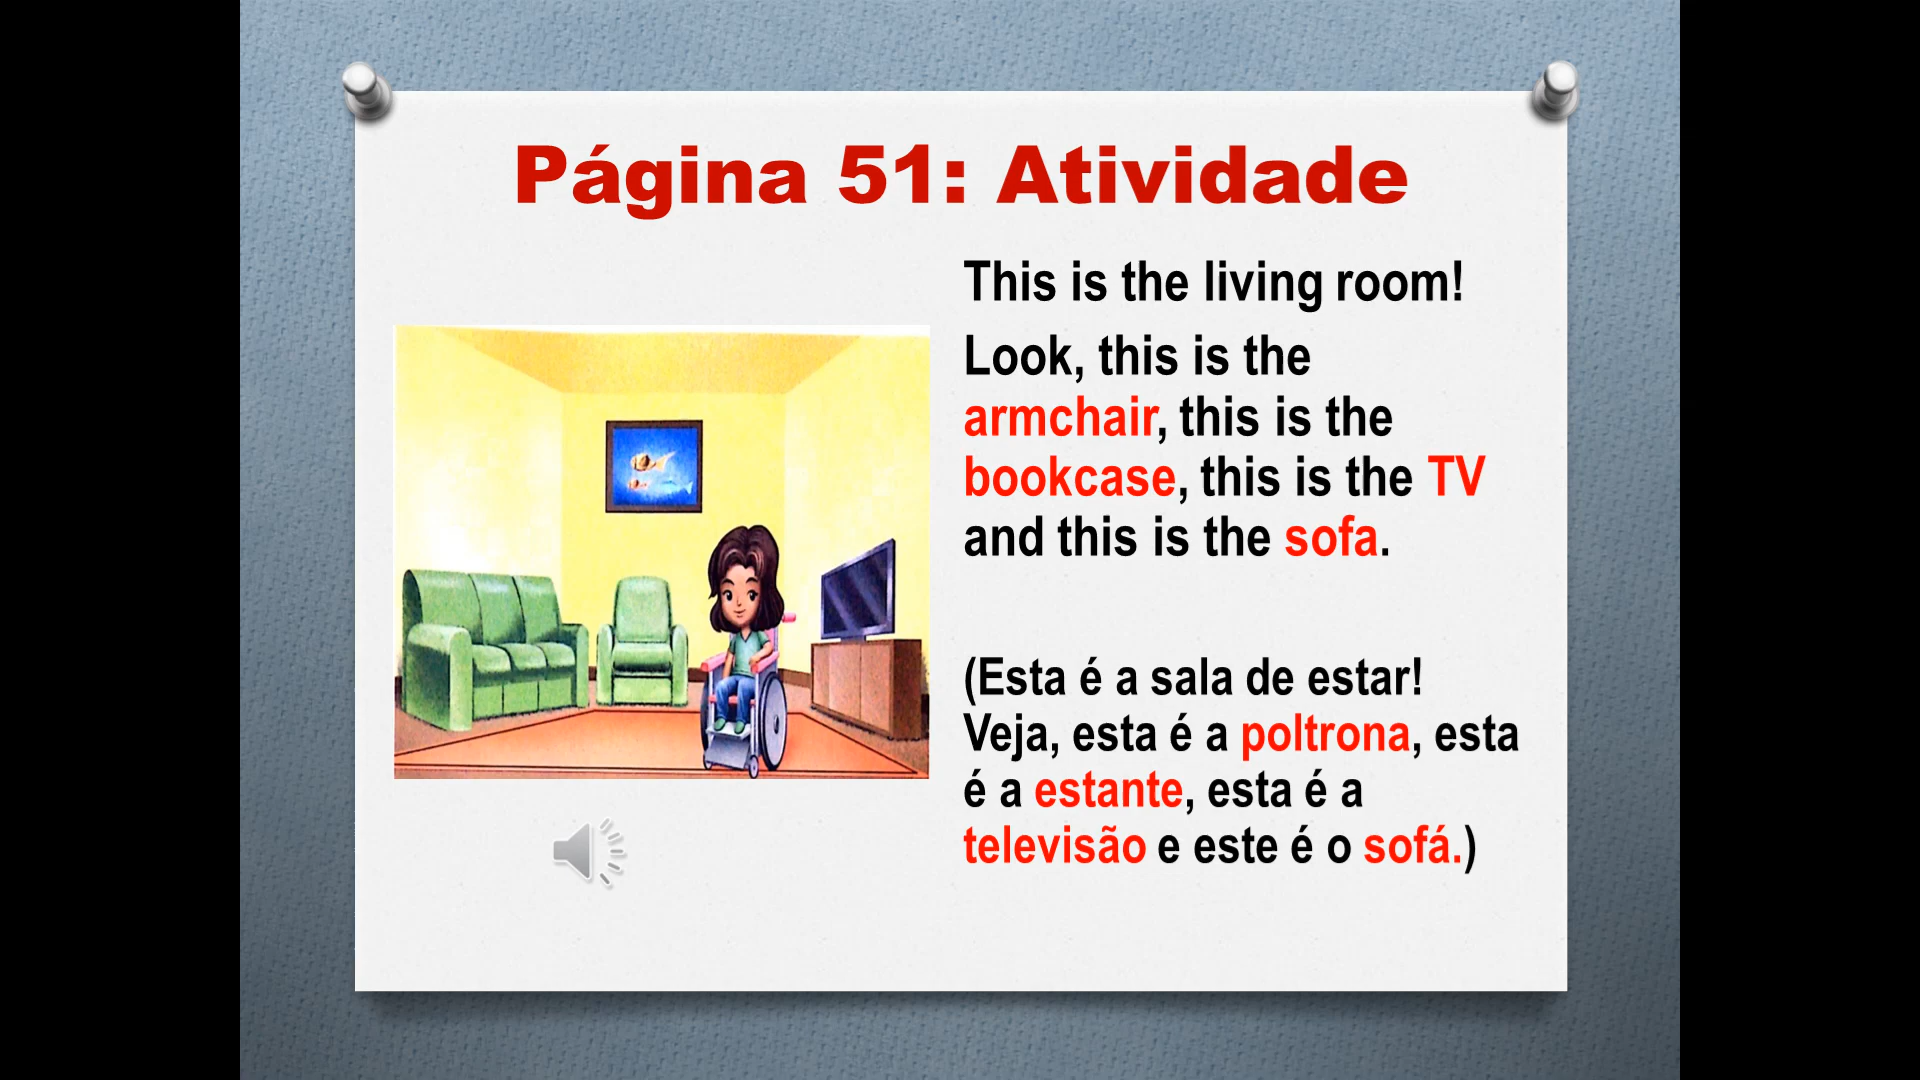 Página 51: Atividade
This is the living room!
Look, this is the
armchair, this is the
bookcase, this is the TV
and this is the sofa.
(Esta é a sala de estar!
Veja, esta é a poltrona, esta
é a estante, esta é a
televisão e este é o sofá.)